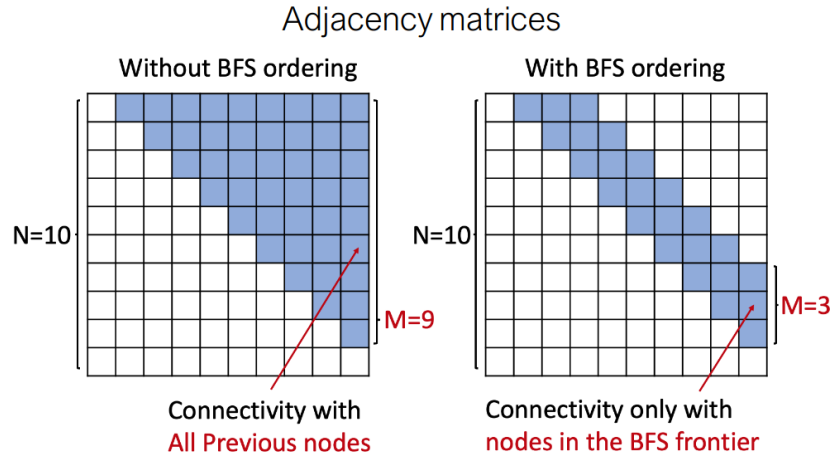 Adjacency matrices
Without BFS ordering
With BFS ordering
N=10
M=9
N=10
M=3
Connectivity with
All Previous nodes
Connectivity only with
nodes in the BFS frontier